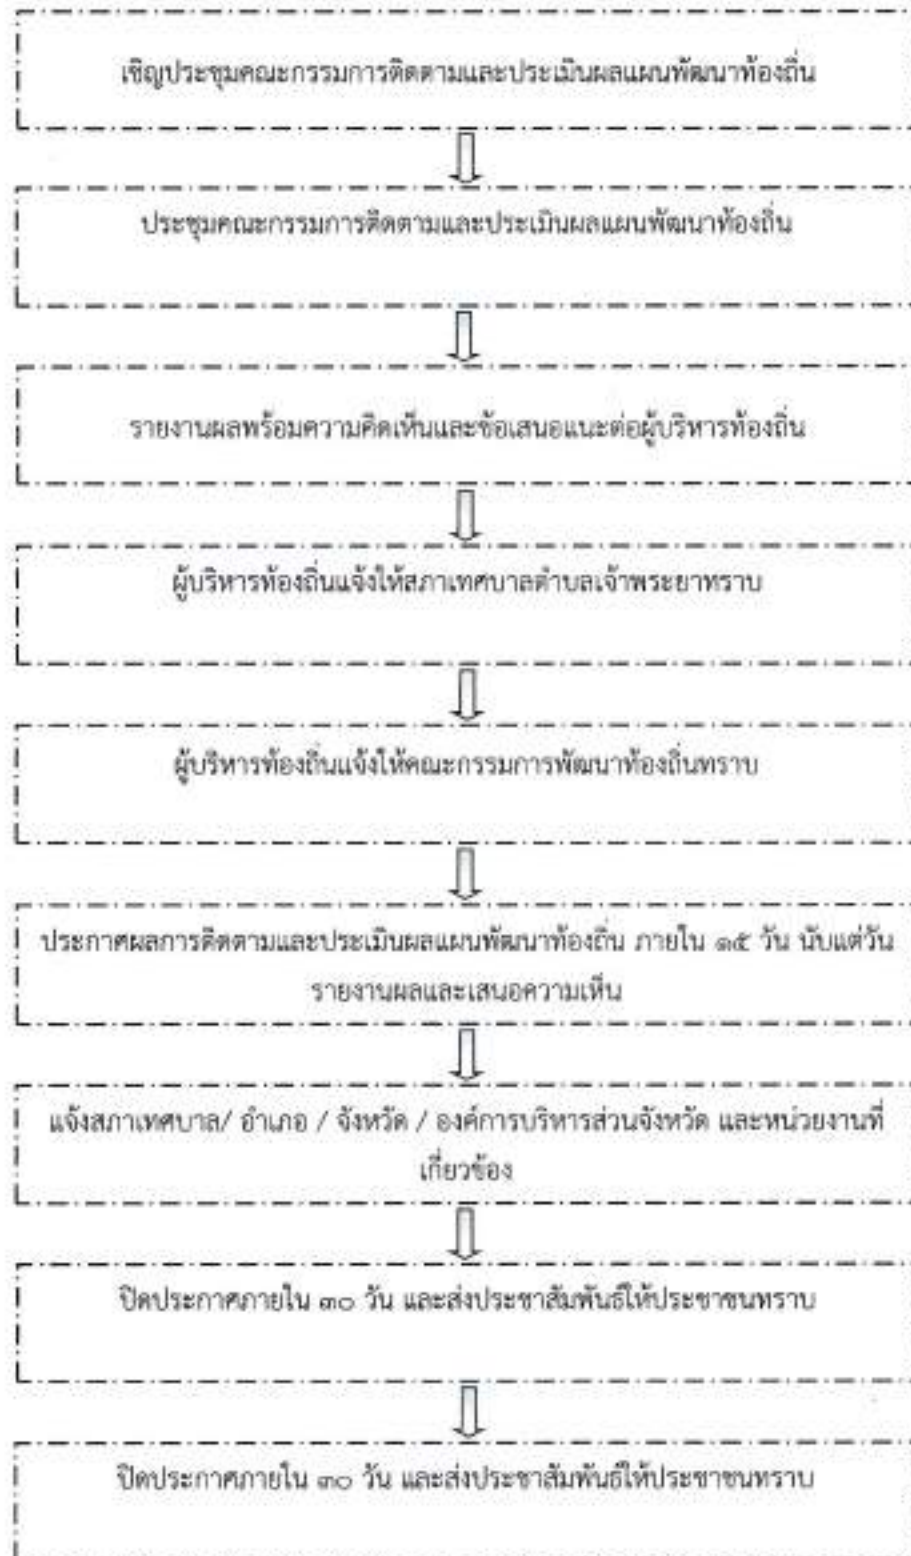 เชิญประชุมคณะกรรมการติดตามและประเมินผลแผนพัฒนาท้องถิ่น
ประชุมคณะกรรมการติดตามและประเมินผลแผนพัฒนาท้องถิ่น
รายงานผลพร้อมความคิดเห็นและข้อเสนอแนะต่อผู้บริหารท้องถิ่น
ผู้บริหารท้องถิ่นแจ้งให้สภาเทศบาลตำบลเจ้าพระยาทราบ
ผู้บริหารท้องถิ่นแจ้งให้คณะกรรมการพัฒนาท้องถิ่นทราบ
ประกาศผลการติดตามและประเมินผลแผนพัฒนาท้องถิ่น ภายใน ๑๕ วัน นับแต่วัน
รายงานผลและเสนอความเห็น
แจ้งสภาเทศบาล/ อำเภอ / จังหวัด / องค์การบริหารส่วนจังหวัด และหน่วยงานที่
เกี่ยวข้อง
ปิดประกาศภายใน ๓๐ วัน และส่งประชาสัมพันธ์ให้ประชาชนทราบ
ปิดประกาศภายใน ๓๐ วัน และส่งประชาสัมพันธ์ให้ประชาชนทราบ